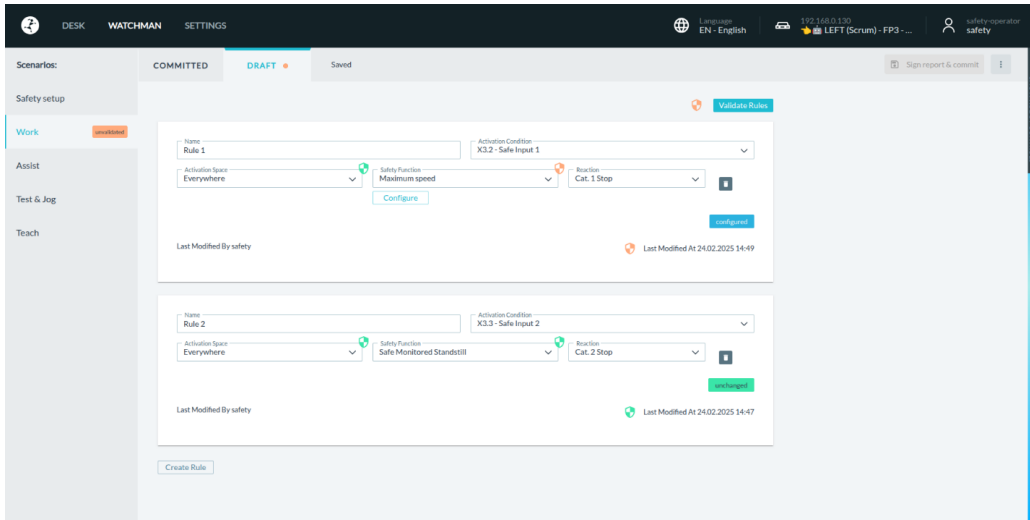 DESK WATCHMAN SETTINGS Language EN - English 192.168.0.130 LEFT (Scrum) - FP3 - ... safety-operator safety
Scenarios: COMMITTED DRAFT Saved Sign report & commit
Safety setup
Validate Rules
Work unvalidated
Name
Rule 1
Activation Condition
X3.2 - Safe Input 1
Assist
Activation Space
Everywhere
Safety Function
Maximum speed
Reaction
Cat. 1 Stop
Test & Jog
Configure
configured
Teach
Last Modified By safety Last Modified At 24.02.2025 14:49
Name
Rule 2
Activation Condition
X3.3 - Safe Input 2
Activation Space
Everywhere
Safety Function
Safe Monitored Standstill
Reaction
Cat. 2 Stop
unchanged
Last Modified By safety Last Modified At 24.02.2025 14:47
Create Rule